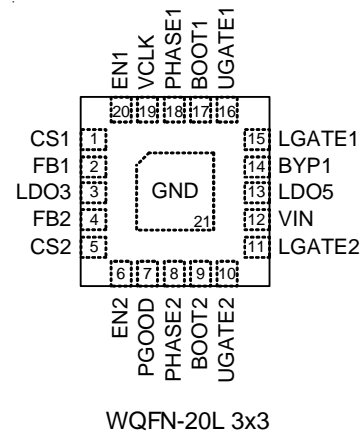 EN1
VCLK
PHASE1
BOOT1
UGATE1
20 19 18 17 16
CS1 1 15 LGATE1
FB1 2 14 BYP1
LDO3 3 GND 13 LDO5
FB2 4 12 VIN
CS2 5 21 11 LGATE2
6 7 8 9 10
EN2
PGOOD
PHASE2
BOOT2
UGATE2
WQFN-20L 3x3